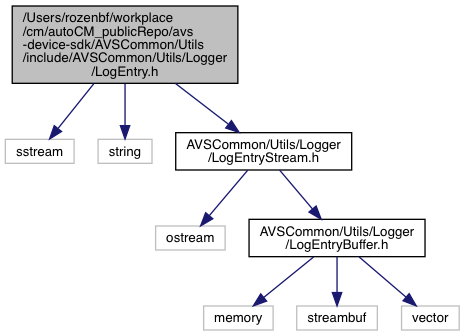 /Users/rozenbf/workplace
/cm/autoCM_publicRepo/avs
-device-sdk/AVSCommon/Utils
/include/AVSCommon/Utils/Logger
/LogEntry.h
sstream
string
AVSCommon/Utils/Logger
/LogEntryStream.h
ostream
AVSCommon/Utils/Logger
/LogEntryBuffer.h
memory
streambuf
vector